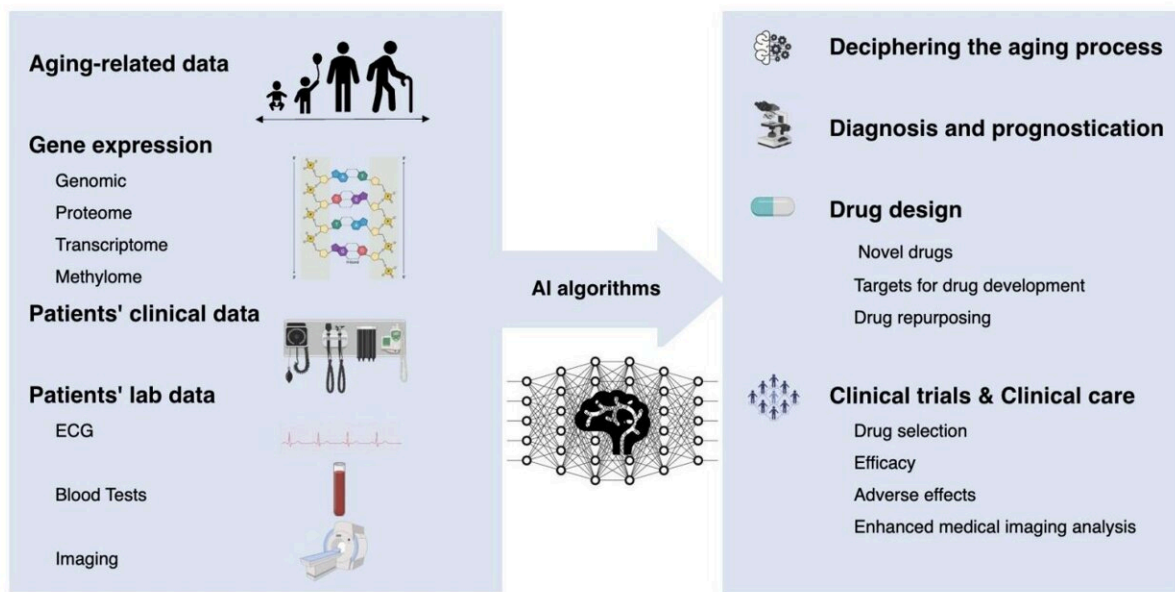 Aging-related data
Gene expression
Genomic
Proteome
Transcriptome
Methylome
Patients' clinical data
Patients' lab data
ECG
Blood Tests
Imaging
AI algorithms
Deciphering the aging process
Diagnosis and prognostication
Drug design
Novel drugs
Targets for drug development
Drug repurposing
Clinical trials & Clinical care
Drug selection
Efficacy
Adverse effects
Enhanced medical imaging analysis